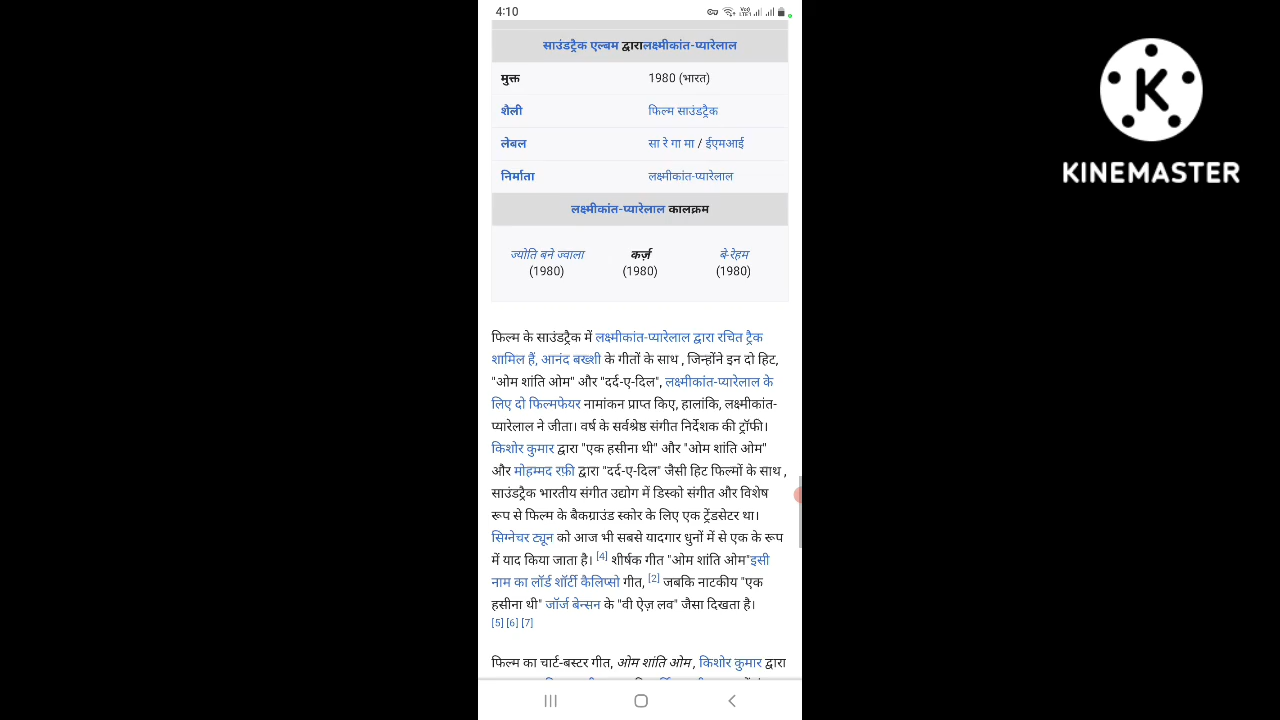 4:10
KINEMASTER
साउंडट्रैक एल्बम द्वारालक्ष्मीकांत-प्यारेलाल
मुक्त 1980 (भारत)
शैली फिल्म साउंडट्रैक
लेबल सा रे गा मा / ईएमआई
निर्माता लक्ष्मीकांत-प्यारेलाल
लक्ष्मीकांत-प्यारेलाल कालक्रम
ज्योति बने ज्वाला कर्ज़ बे-रेहम
(1980) (1980) (1980)
फिल्म के साउंडट्रैक में लक्ष्मीकांत-प्यारेलाल द्वारा रचित ट्रैक
शामिल हैं, आनंद बख्शी के गीतों के साथ , जिन्होंने इन दो हिट,
"ओम शांति ओम" और "दर्द-ए-दिल", लक्ष्मीकांत-प्यारेलाल के
लिए दो फिल्मफेयर नामांकन प्राप्त किए, हालांकि, लक्ष्मीकांत-
प्यारेलाल ने जीता। वर्ष के सर्वश्रेष्ठ संगीत निर्देशक की ट्रॉफी।
किशोर कुमार द्वारा "एक हसीना थी" और "ओम शांति ओम"
और मोहम्मद रफ़ी द्वारा "दर्द-ए-दिल" जैसी हिट फिल्मों के साथ ,
साउंडट्रैक भारतीय संगीत उद्योग में डिस्को संगीत और विशेष
रूप से फिल्म के बैकग्राउंड स्कोर के लिए एक ट्रेंडसेटर था।
सिग्नेचर ट्यून को आज भी सबसे यादगार धुनों में से एक के रूप
में याद किया जाता है। [4] शीर्षक गीत "ओम शांति ओम"इसी
नाम का लॉर्ड शॉर्टी कैलिप्सो गीत, [2] जबकि नाटकीय "एक
हसीना थी" जॉर्ज बेन्सन के "वी ऐज़ लव" जैसा दिखता है।
[5] [6] [7]
फिल्म का चार्ट-बस्टर गीत, ओम शांति ओम , किशोर कुमार द्वारा